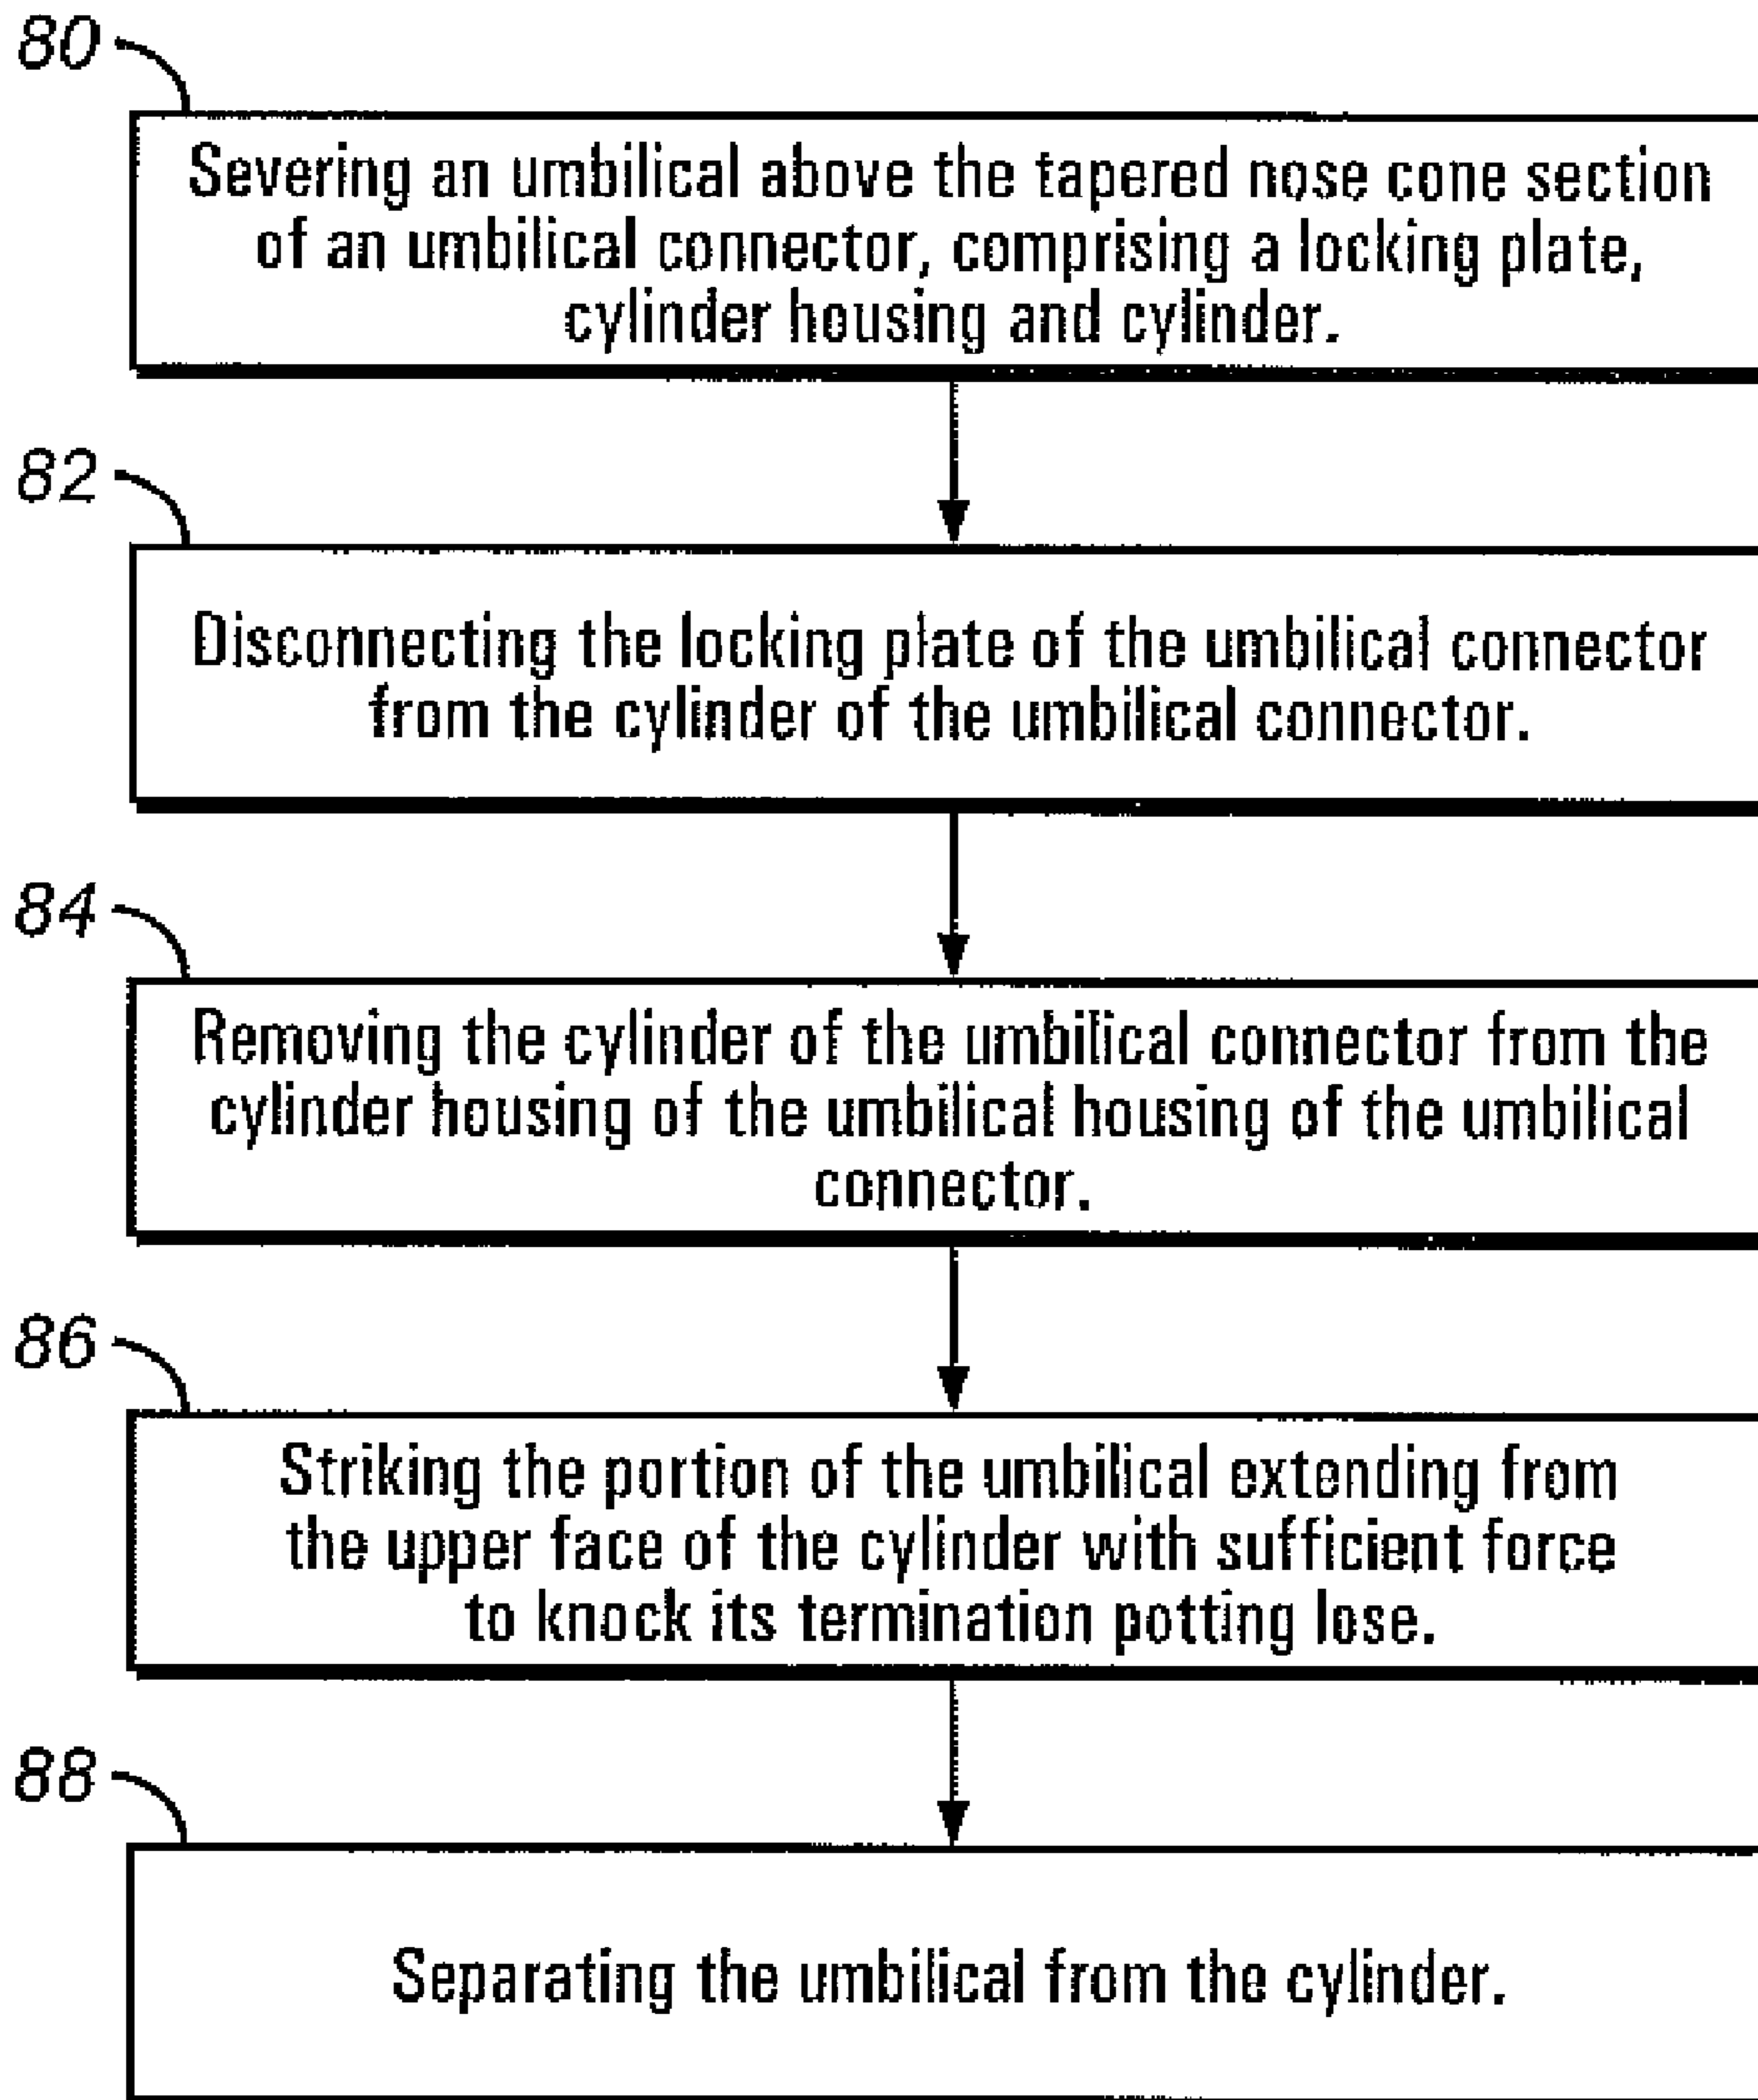 80
Severing an umbilical above the tapered nose cone section
of an umbilical connector, comprising a locking plate,
cylinder housing and cylinder.
82
Disconnecting the locking plate of the umbilical connector
from the cylinder of the umbilical connector.
84
Removing the cylinder of the umbilical connector from the
cylinder housing of the umbilical housing of the umbilical
connector.
86
Striking the portion of the umbilical extending from
the upper face of the cylinder with sufficient force
to knock its termination potting lose.
88
Separating the umbilical from the cylinder.